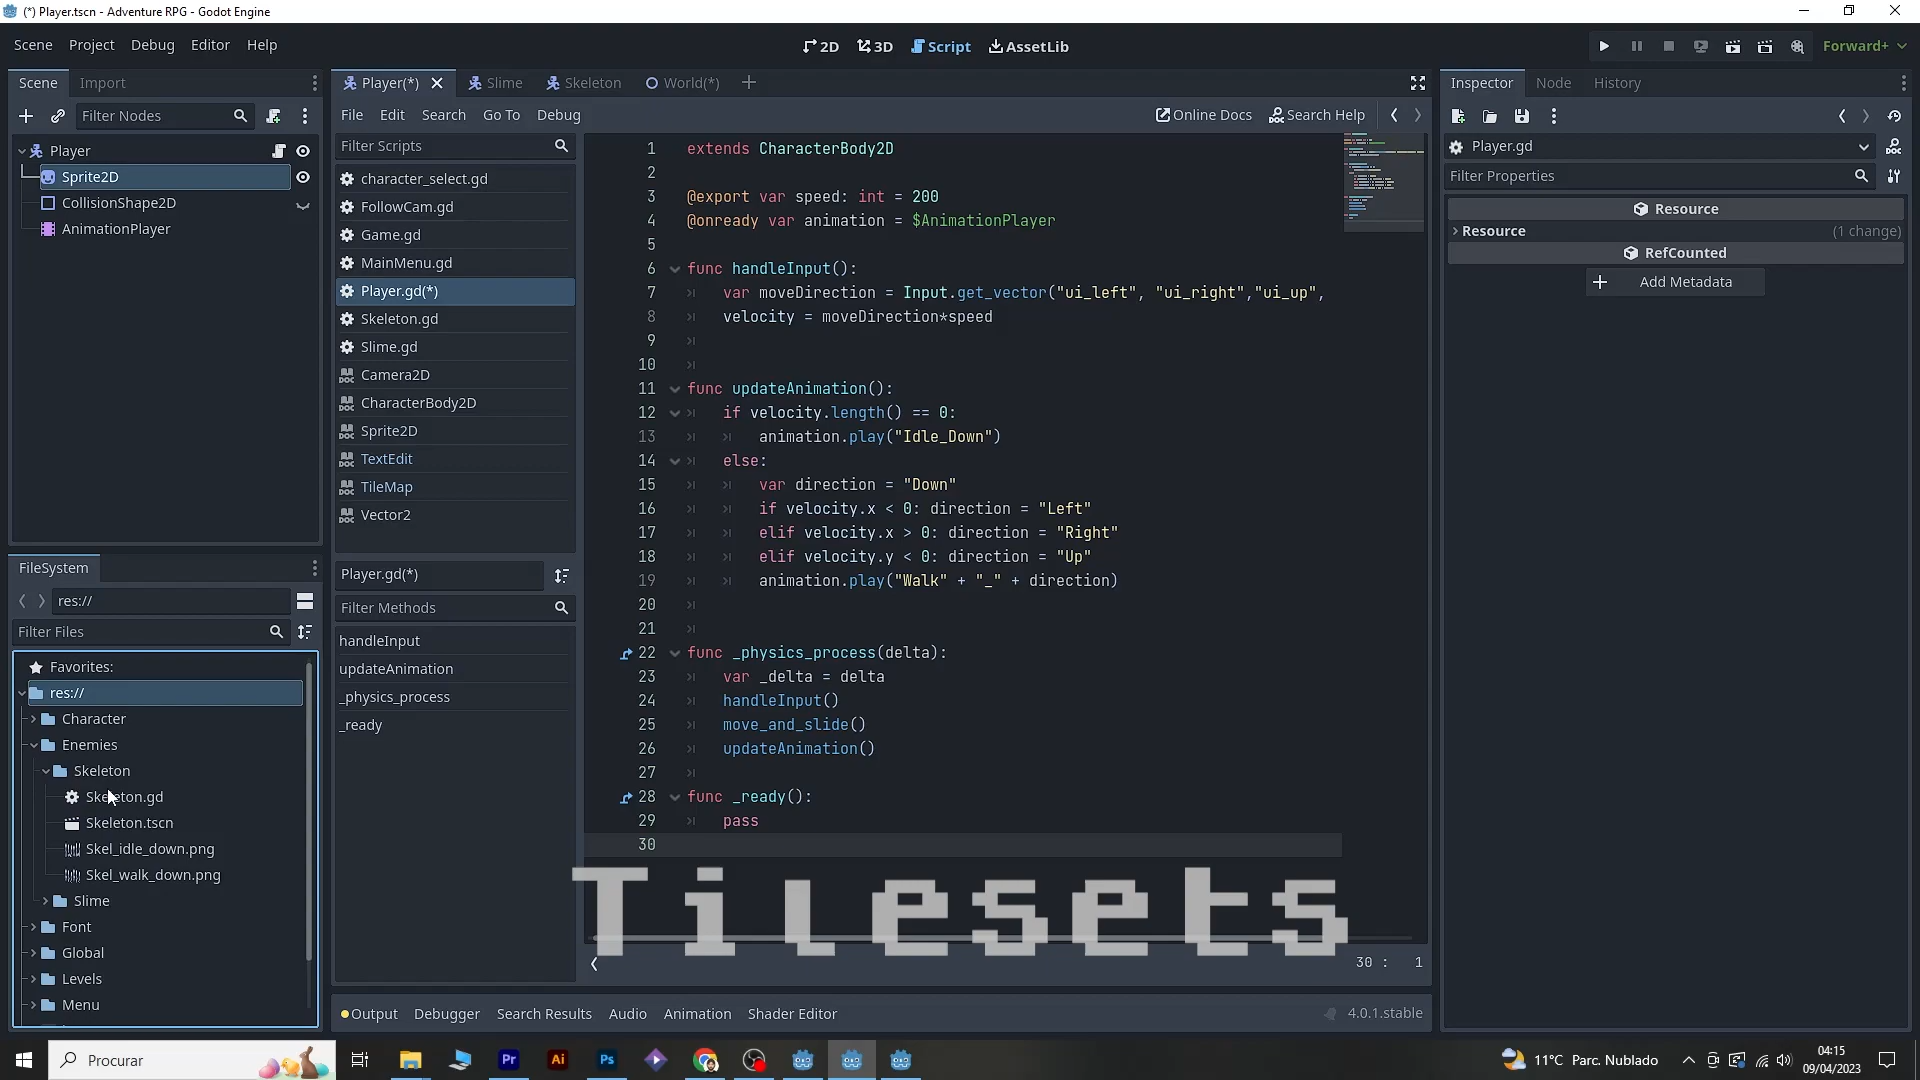 (*) Player.tscn - Adventure RPG - Godot Engine
Scene Project Debug Editor Help
2D 3D Script AssetLib
Forward+
Scene Import
Filter Nodes
Player
Sprite2D
CollisionShape2D
AnimationPlayer
FileSystem
res://
Filter Files
Favorites:
res://
Character
Enemies
Skeleton
Skeleton.gd
Skeleton.tscn
Skel_idle_down.png
Skel_walk_down.png
Slime
Font
Global
Levels
Menu
Player(*) Slime Skeleton World(*)
File Edit Search Go To Debug
Online Docs Search Help
Filter Scripts
character_select.gd
FollowCam.gd
Game.gd
MainMenu.gd
Player.gd(*)
Skeleton.gd
Slime.gd
Camera2D
CharacterBody2D
Sprite2D
TextEdit
TileMap
Vector2
Player.gd(*)
Filter Methods
handleInput
updateAnimation
_physics_process
_ready
1 extends CharacterBody2D
2
3 @export var speed: int = 200
4 @onready var animation = $AnimationPlayer
5
6 func handleInput():
7 var moveDirection = Input.get_vector("ui_left", "ui_right","ui_up",
8 velocity = moveDirection*speed
9
10
11 func updateAnimation():
12 if velocity.length() == 0:
13 animation.play("Idle_Down")
14 else:
15 var direction = "Down"
16 if velocity.x < 0: direction = "Left"
17 elif velocity.x > 0: direction = "Right"
18 elif velocity.y < 0: direction = "Up"
19 animation.play("Walk" + "_" + direction)
20
21
22 func _physics_process(delta):
23 var _delta = delta
24 handleInput()
25 move_and_slide()
26 updateAnimation()
27
28 func _ready():
29 pass
30
Tilesets
30 : 1
Output Debugger Search Results Audio Animation Shader Editor
4.0.1.stable
Inspector Node History
Player.gd
Filter Properties
Resource
Resource (1 change)
RefCounted
Add Metadata
Procurar
Pr Ai Ps
11°C Parc. Nublado
04:15
09/04/2023